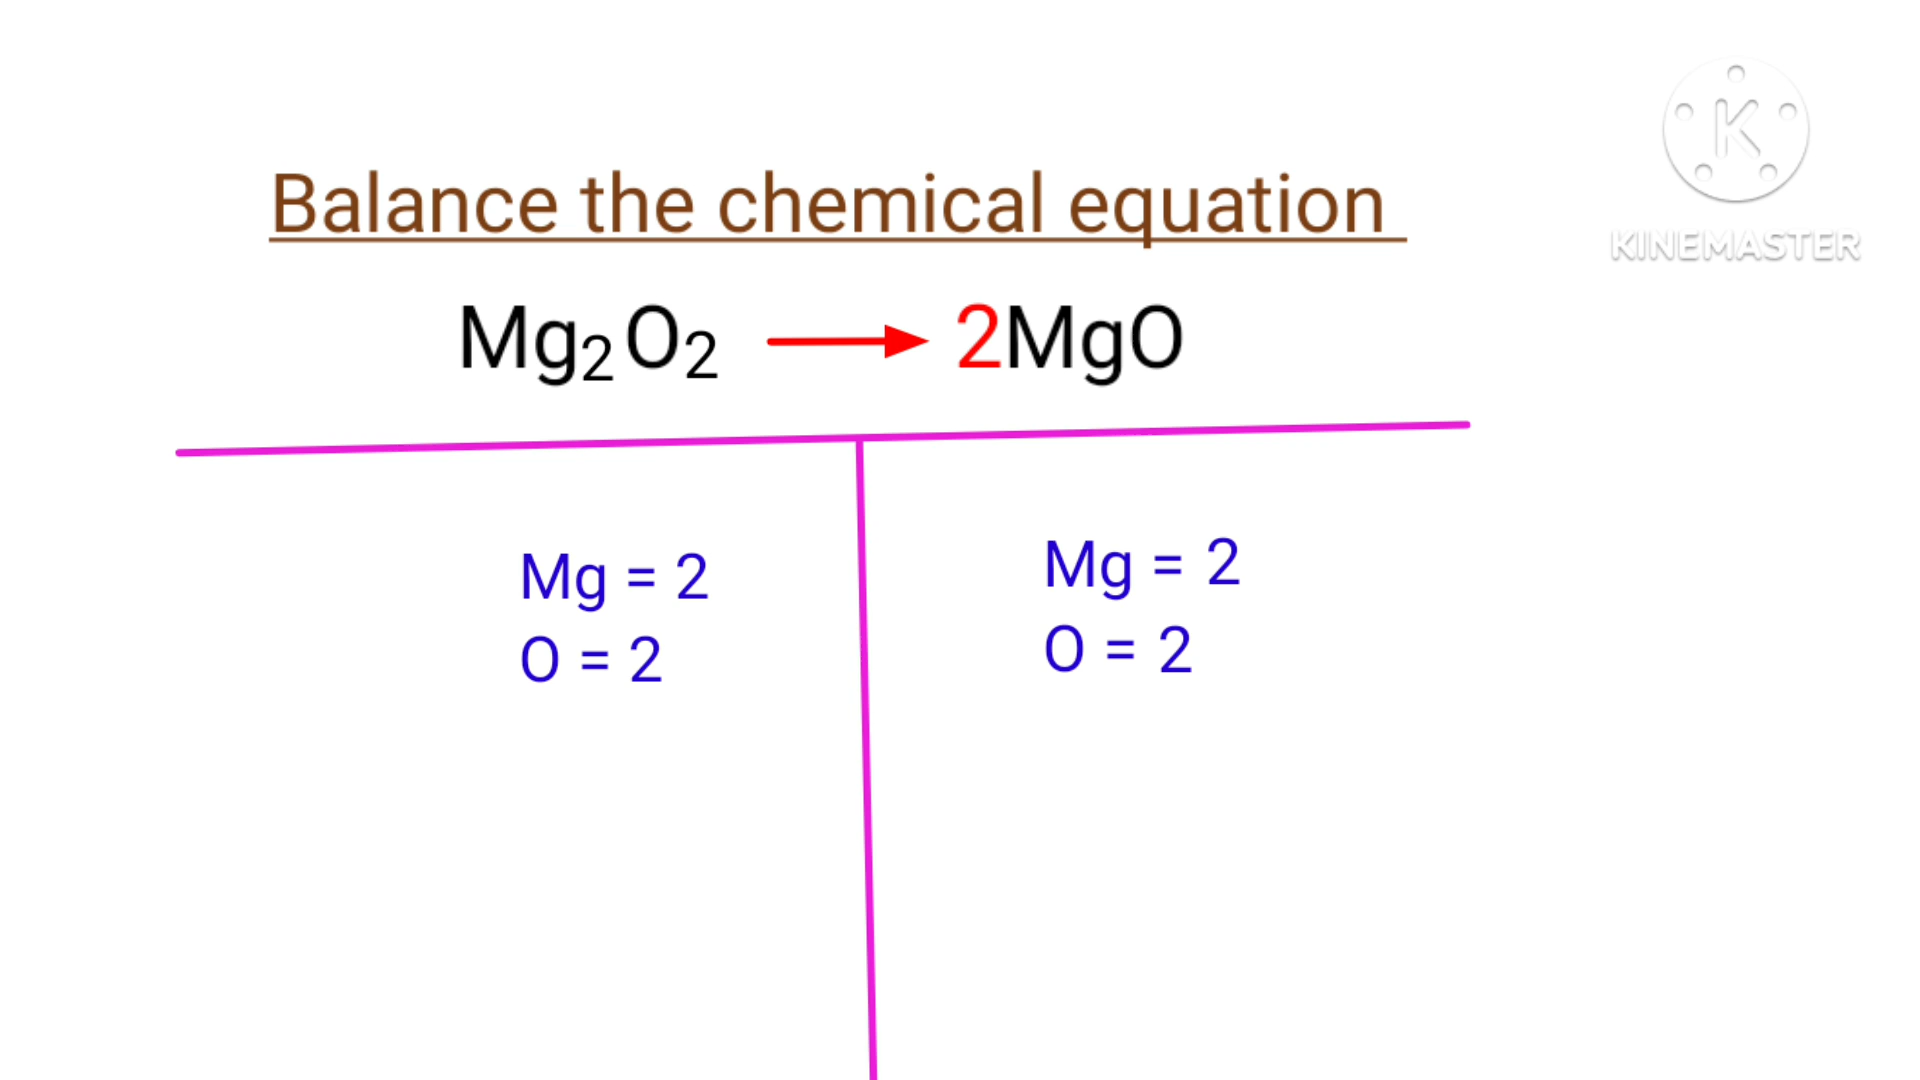 Balance the chemical equation
Mg₂O₂ → 2MgO
Mg = 2
O = 2
Mg = 2
O = 2
K
KINEMASTER